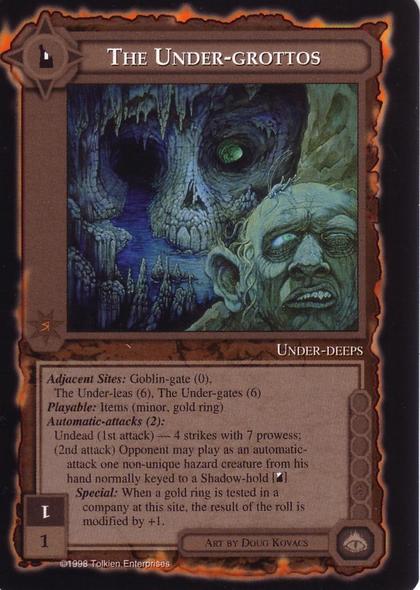 THE UNDER-GROTTOS
UNDER-DEEPS
Adjacent Sites: Goblin-gate (0),
The Under-leas (6), The Under-gates (6)
Playable: Items (minor, gold ring)
Automatic-attacks (2):
Undead (1st attack) — 4 strikes with 7 prowess;
(2nd attack) Opponent may play as an automatic-
attack one non-unique hazard creature from his
hand normally keyed to a Shadow-hold []
Special: When a gold ring is tested in a
company at this site, the result of the roll is
modified by +1.
1
ART BY DOUG KOVACS
©1998 Tolkien Enterprises